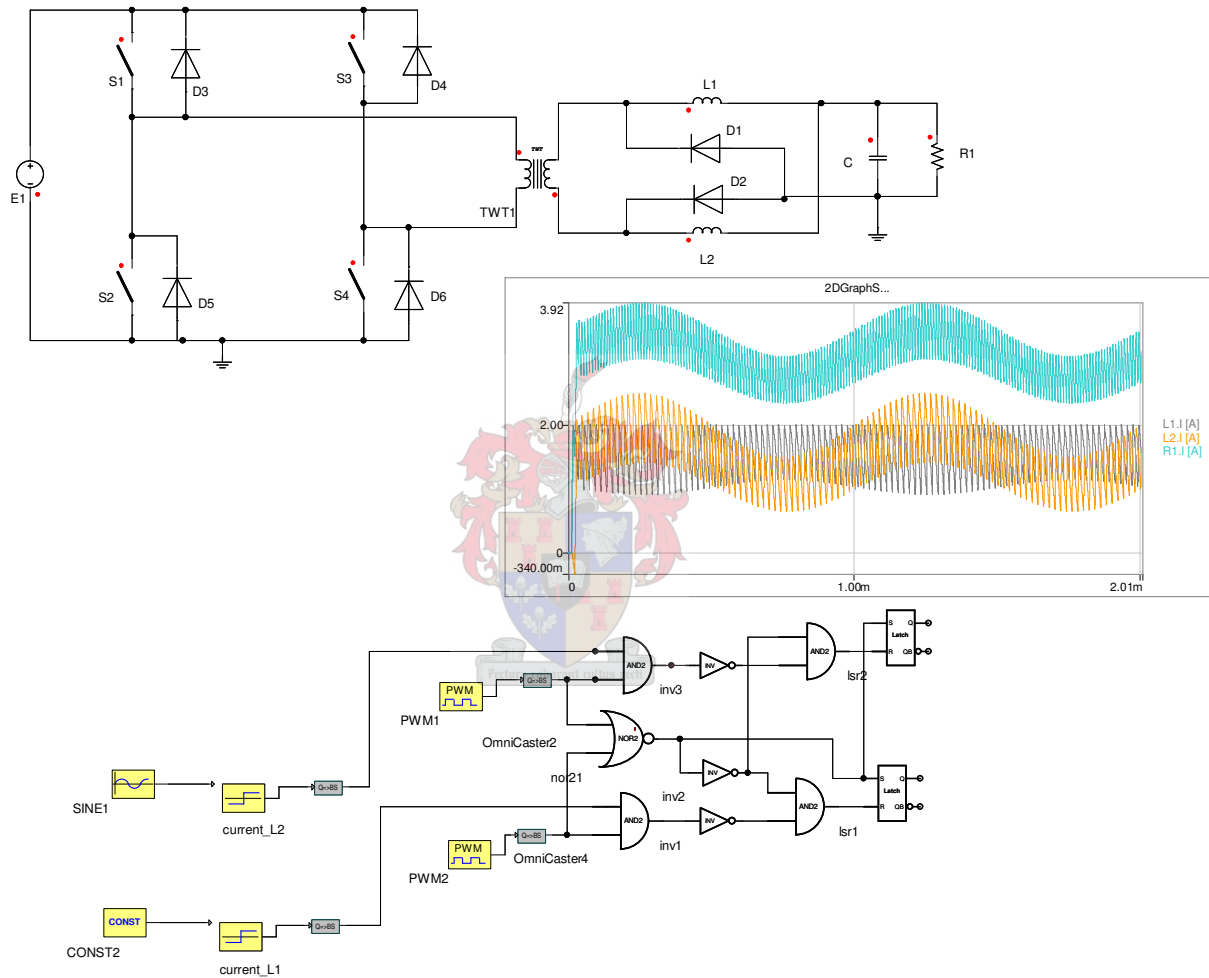 S1
D3
S3
D4
E1
S2
D5
S4
D6
TWT
TWT1
L1
D1
D2
L2
C
R1
2DGraphS...
3.92
2.00
0
-340.00m
0
1.00m
2.01m
L1.I [A]
L2.I [A]
R1.I [A]
PWM
PWM1
Q=>BS
OmniCaster2
AND2
INV
inv3
AND2
lsr2
S
Q
Latch
R
QB
NOR2
nor21
INV
inv2
SINE1
current_L2
Q=>BS
AND2
INV
inv1
AND2
lsr1
S
Q
Latch
R
QB
PWM
PWM2
Q=>BS
OmniCaster4
CONST
CONST2
current_L1
Q=>BS